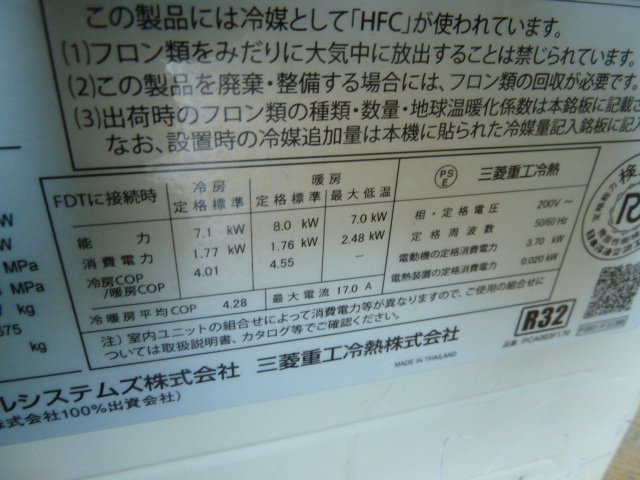 この製品には冷媒として「HFC」が使われています。
(1)フロン類をみだりに大気中に放出することは禁じられています。
(2)この製品を廃棄・整備する場合には、フロン類の回収が必要です。
(3)出荷時のフロン類の種類・数量・地球温暖化係数は本銘板に記載さ
なお、設置時の冷媒追加量は本機に貼られた冷媒量記入銘板に記入
FDTに接続時 冷房 暖房
定格標準 定格標準 最大低温
能力 7.1 kW 8.0 kW 7.0 kW
消費電力 1.77 kW 1.76 kW 2.48 kW
冷房COP/暖房COP 4.01 4.55 −
冷暖房平均COP 4.28 最大電流 17.0 A
PSE 三菱重工冷熱
相・定格電圧 200V ~
定格周波数 50/60 Hz
電動機の定格消費電力 3.70 kW
電熱装置の定格消費電力 0.020 kW
注)室内ユニットの組合せによって消費電力等が異なりますので、ご使用の組合せに
ついては取扱説明書、カタログ等でご確認ください。
R32
ルシステムズ株式会社 三菱重工冷熱株式会社
株式会社100%出資会社)
MADE IN THAILAND
W
W
MPa
MPa
kg
675
kg